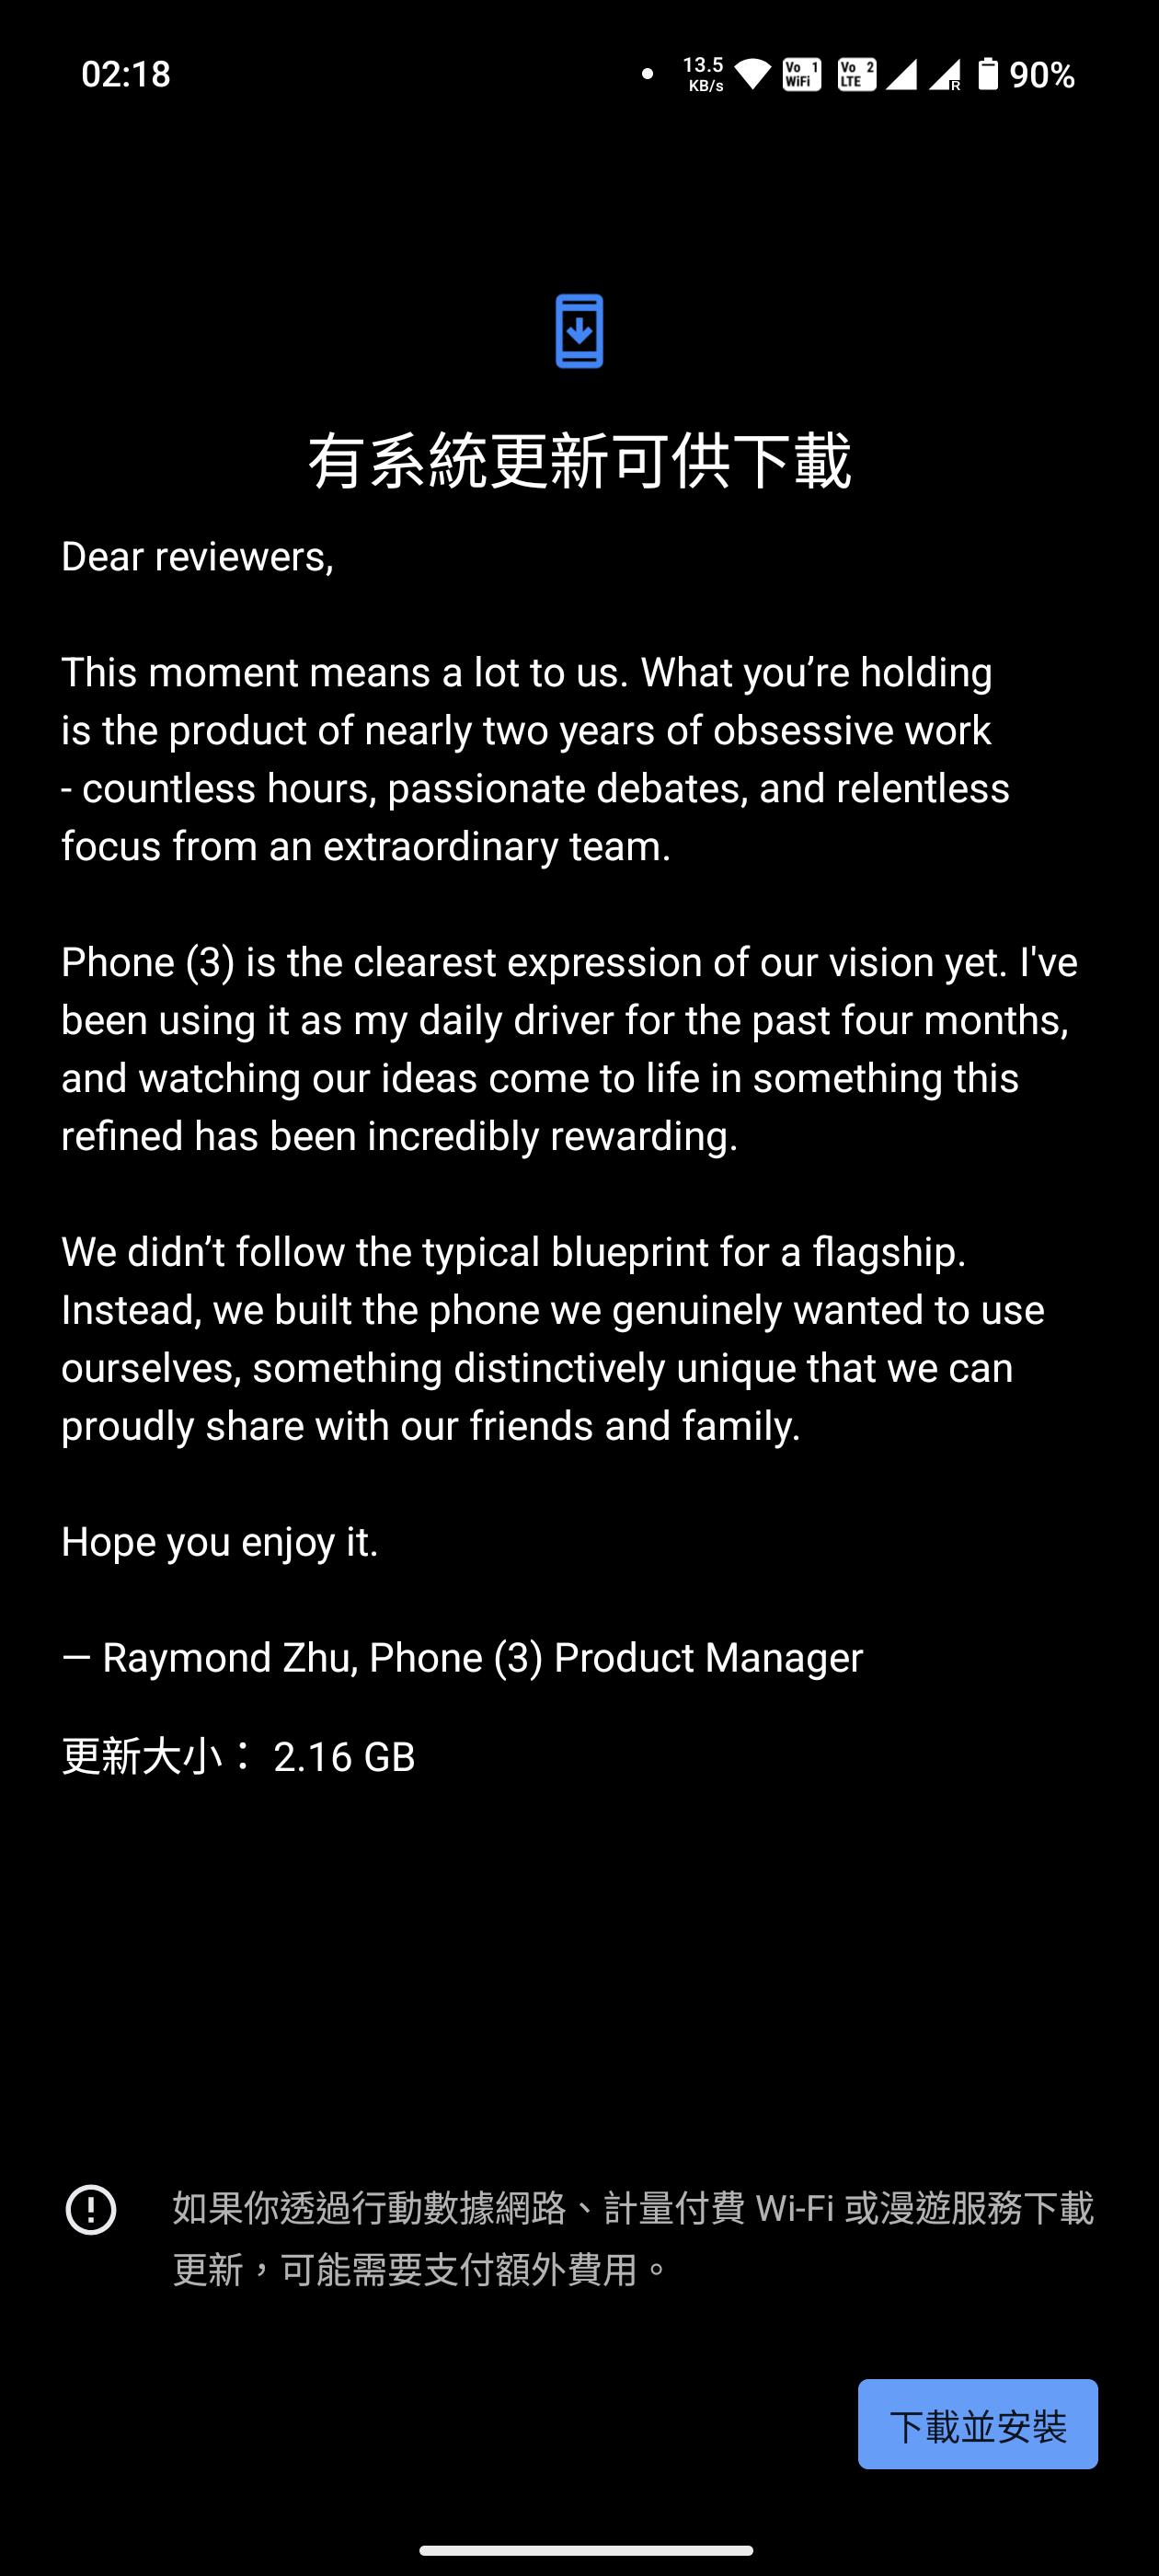 02:18
13.5 KB/s Vo WiFi 1 Vo LTE 2 R 90%
有系統更新可供下載
Dear reviewers,
This moment means a lot to us. What you’re holding
is the product of nearly two years of obsessive work
- countless hours, passionate debates, and relentless
focus from an extraordinary team.
Phone (3) is the clearest expression of our vision yet. I've
been using it as my daily driver for the past four months,
and watching our ideas come to life in something this
refined has been incredibly rewarding.
We didn’t follow the typical blueprint for a flagship.
Instead, we built the phone we genuinely wanted to use
ourselves, something distinctively unique that we can
proudly share with our friends and family.
Hope you enjoy it.
— Raymond Zhu, Phone (3) Product Manager
更新大小： 2.16 GB
如果你透過行動數據網路、計量付費 Wi-Fi 或漫遊服務下載
更新，可能需要支付額外費用。
下載並安裝